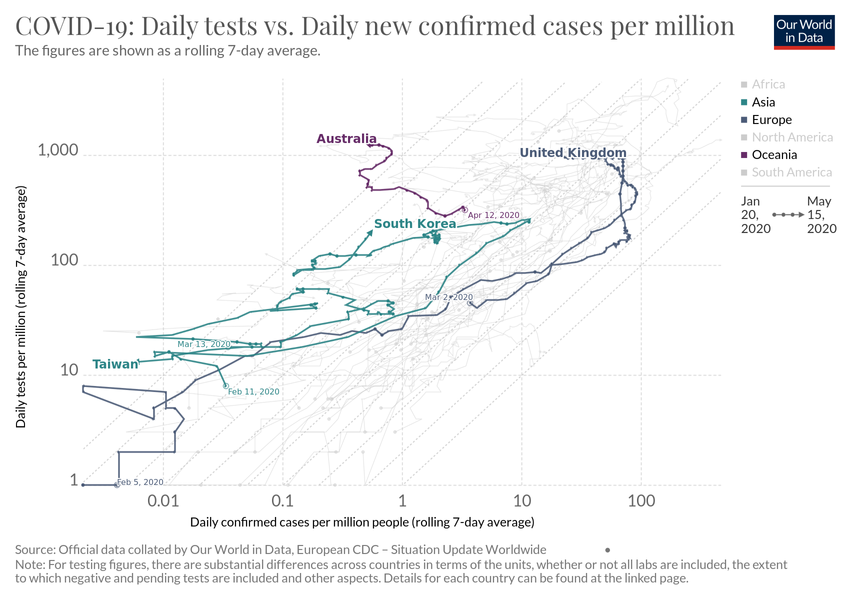 COVID-19: Daily tests vs. Daily new confirmed cases per million
The figures are shown as a rolling 7-day average.
Our World
in Data
Africa
Asia
Europe
North America
Oceania
South America
Jan
20,
2020
May
15,
2020
Daily tests per million (rolling 7-day average)
1,000
100
10
1
Australia
United Kingdom
Apr 12, 2020
South Korea
Mar 2, 2020
Mar 13, 2020
Taiwan
Feb 11, 2020
Feb 5, 2020
0.01
0.1
1
10
100
Daily confirmed cases per million people (rolling 7-day average)
Source: Official data collated by Our World in Data, European CDC – Situation Update Worldwide
Note: For testing figures, there are substantial differences across countries in terms of the units, whether or not all labs are included, the extent
to which negative and pending tests are included and other aspects. Details for each country can be found at the linked page.